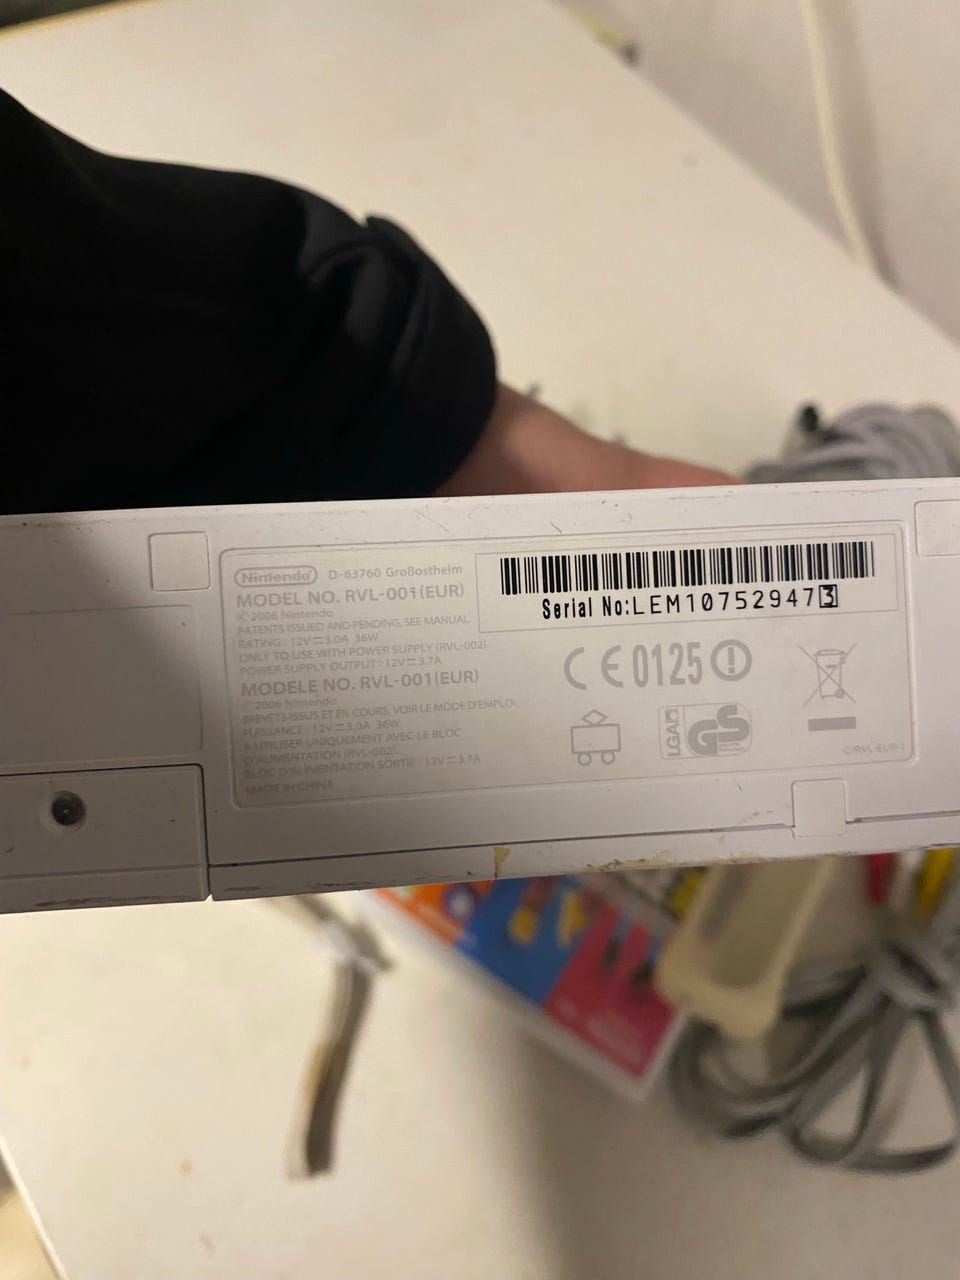 Nintendo D-63760 Großostheim
MODEL NO. RVL-001(EUR)
© 2006 Nintendo
PATENTS ISSUED AND PENDING, SEE MANUAL.
RATING : 12V⎓3.0A 36W
ONLY TO USE WITH POWER SUPPLY (RVL-002).
POWER SUPPLY OUTPUT : 12V⎓3.7A
MODELE NO. RVL-001(EUR)
© 2006 Nintendo
BREVETS ISSUS ET EN COURS, VOIR LE MODE D'EMPLOI.
PUISSANCE : 12V⎓3.0A 36W
A UTILISER UNIQUEMENT AVEC LE BLOC
D'ALIMENTATION (RVL-002).
BLOC D'ALIMENTATION SORTIE : 12V⎓3.7A
MADE IN CHINA
Serial No:LEM107529473
CE0125
LGA
GS
C/RVL-EUR-1